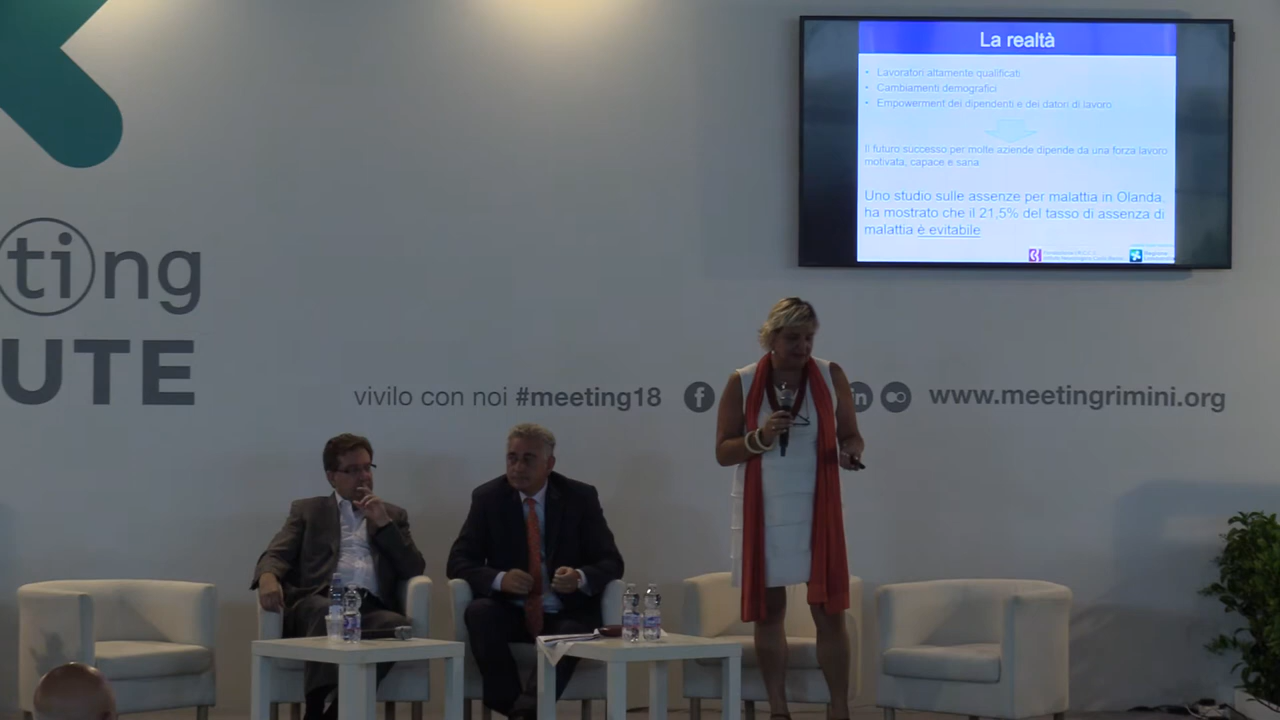 La realtà
• Lavoratori altamente qualificati
• Cambiamenti demografici
• Empowerment dei dipendenti e dei datori di lavoro
Il futuro successo per molte aziende dipende da una forza lavoro
motivata, capace e sana
Uno studio sulle assenze per malattia in Olanda,
ha mostrato che il 21,5% del tasso di assenza di
malattia è evitabile
ting
UTE
vivilo con noi #meeting18
f
in
www.meetingrimini.org